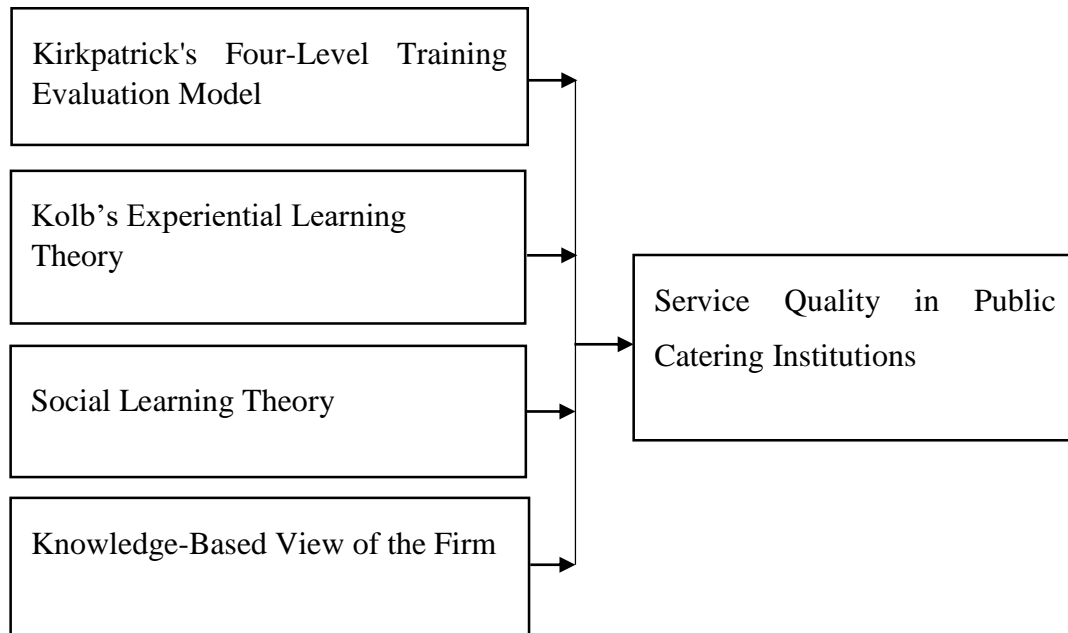 Kirkpatrick's Four-Level Training
Evaluation Model
Kolb’s Experiential Learning
Theory
Social Learning Theory
Knowledge-Based View of the Firm
Service Quality in Public
Catering Institutions